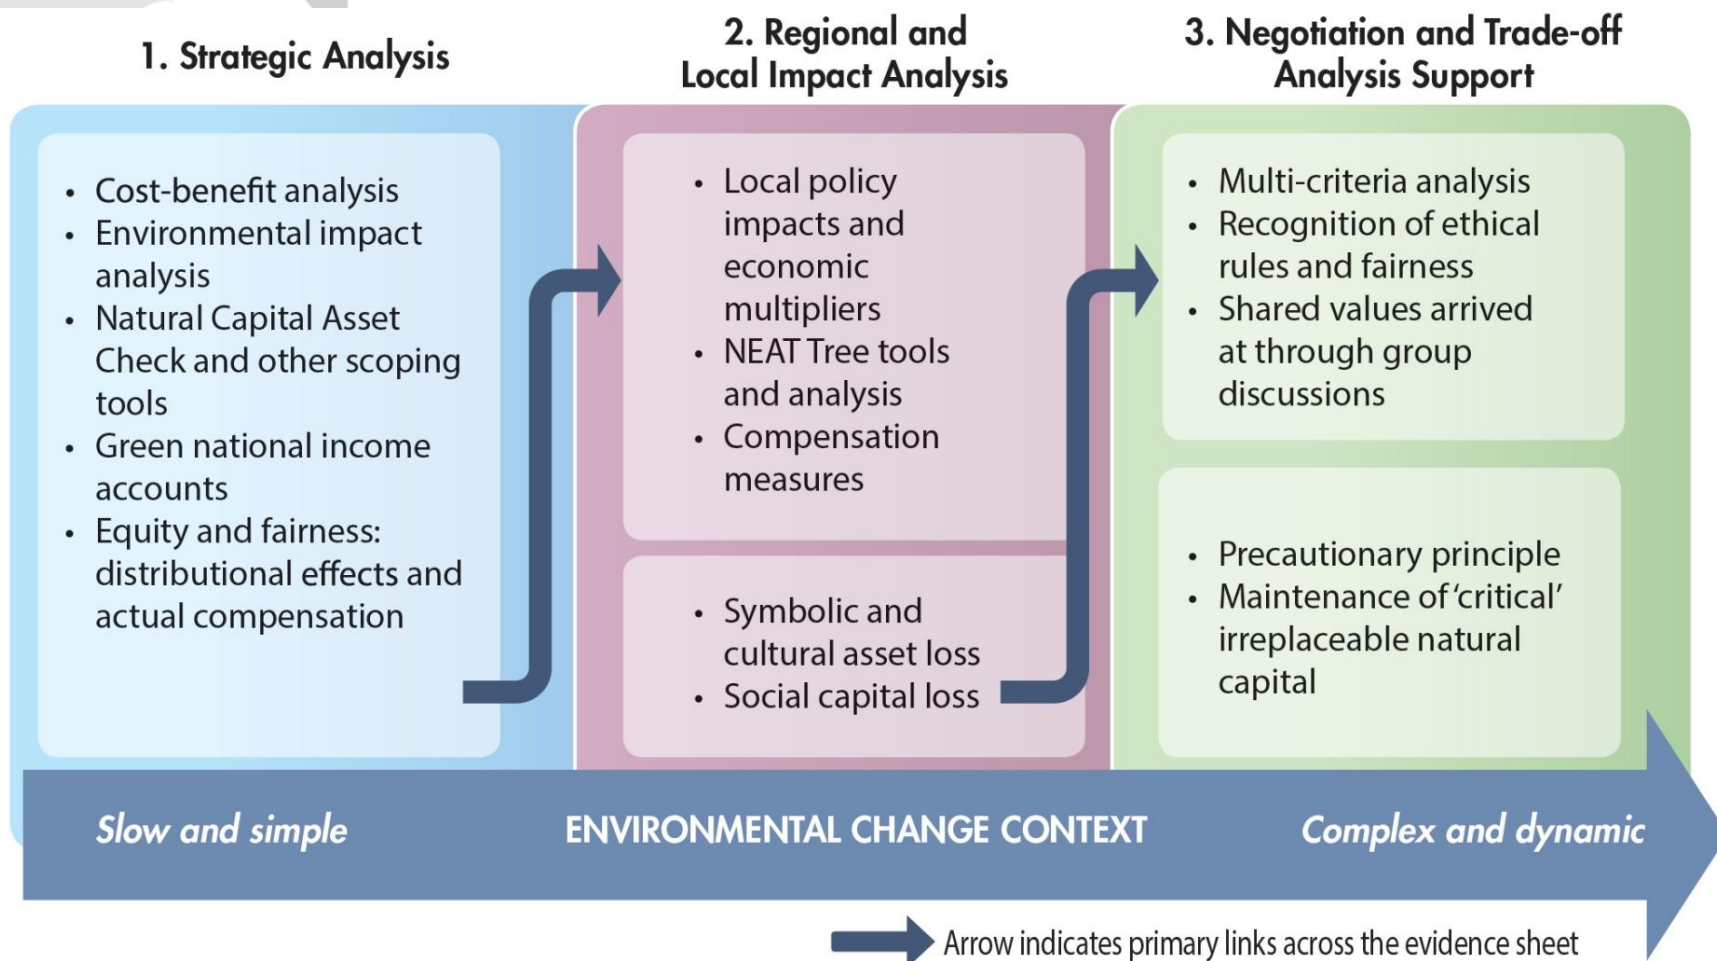 1. Strategic Analysis
• Cost-benefit analysis
• Environmental impact
analysis
• Natural Capital Asset
Check and other scoping
tools
• Green national income
accounts
• Equity and fairness:
distributional effects and
actual compensation
2. Regional and
Local Impact Analysis
• Local policy
impacts and
economic
multipliers
• NEAT Tree tools
and analysis
• Compensation
measures
• Symbolic and
cultural asset loss
• Social capital loss
3. Negotiation and Trade-off
Analysis Support
• Multi-criteria analysis
• Recognition of ethical
rules and fairness
• Shared values arrived
at through group
discussions
• Precautionary principle
• Maintenance of ‘critical’
irreplaceable natural
capital
Slow and simple
ENVIRONMENTAL CHANGE CONTEXT
Complex and dynamic
Arrow indicates primary links across the evidence sheet